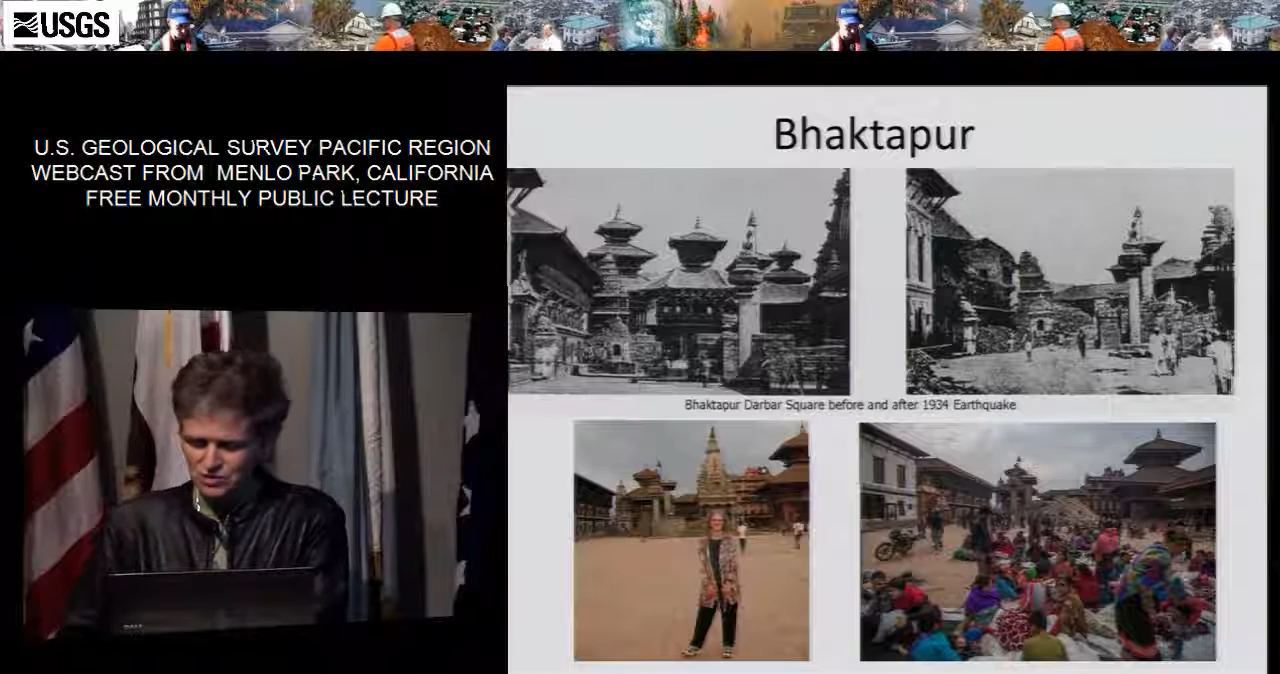 USGS
U.S. GEOLOGICAL SURVEY PACIFIC REGION
WEBCAST FROM MENLO PARK, CALIFORNIA
FREE MONTHLY PUBLIC LECTURE
Bhaktapur
Bhaktapur Darbar Square before and after 1934 Earthquake